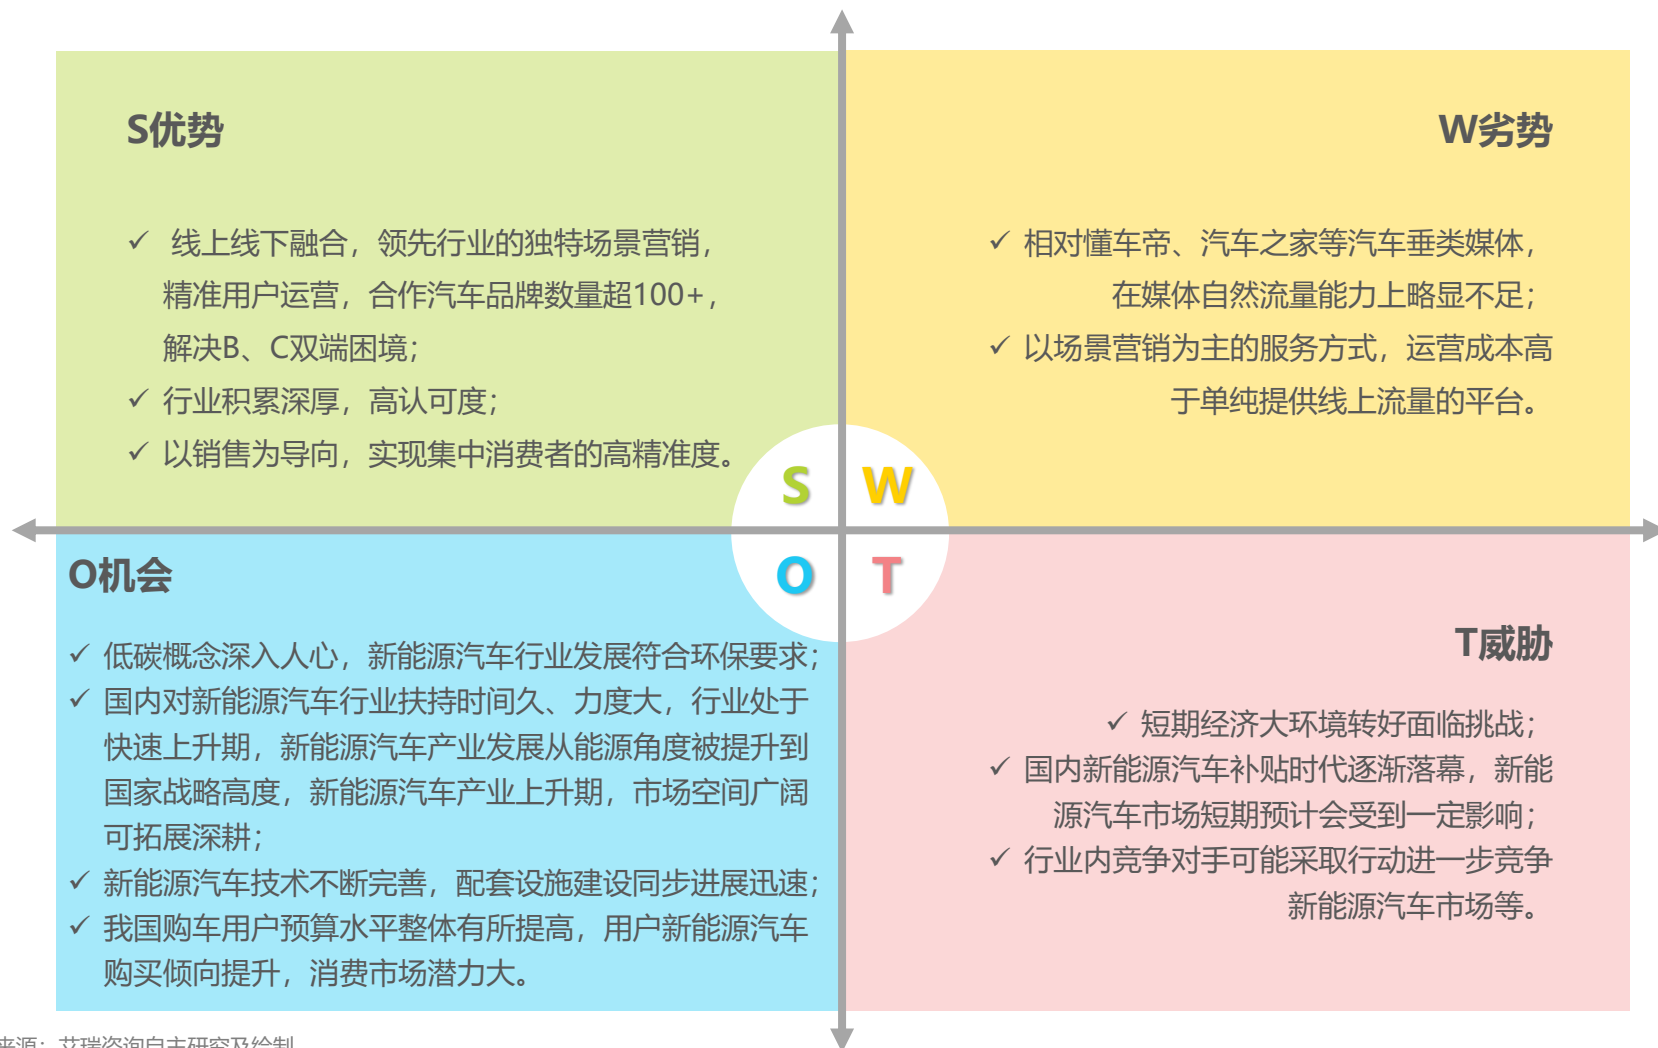 S优势
✓ 线上线下融合，领先行业的独特场景营销，
精准用户运营，合作汽车品牌数量超100+，
解决B、C双端困境；
✓ 行业积累深厚，高认可度；
✓ 以销售为导向，实现集中消费者的高精准度。
W劣势
✓ 相对懂车帝、汽车之家等汽车垂类媒体，
在媒体自然流量能力上略显不足；
✓ 以场景营销为主的服务方式，运营成本高
于单纯提供线上流量的平台。
S W
O T
O机会
✓ 低碳概念深入人心，新能源汽车行业发展符合环保要求；
✓ 国内对新能源汽车行业扶持时间久、力度大，行业处于
快速上升期，新能源汽车产业发展从能源角度被提升到
国家战略高度，新能源汽车产业上升期，市场空间广阔
可拓展深耕；
✓ 新能源汽车技术不断完善，配套设施建设同步进展迅速；
✓ 我国购车用户预算水平整体有所提高，用户新能源汽车
购买倾向提升，消费市场潜力大。
T威胁
✓ 短期经济大环境转好面临挑战；
✓ 国内新能源汽车补贴时代逐渐落幕，新能
源汽车市场短期预计会受到一定影响；
✓ 行业内竞争对手可能采取行动进一步竞争
新能源汽车市场等。
来源：艾瑞咨询自主研究及绘制